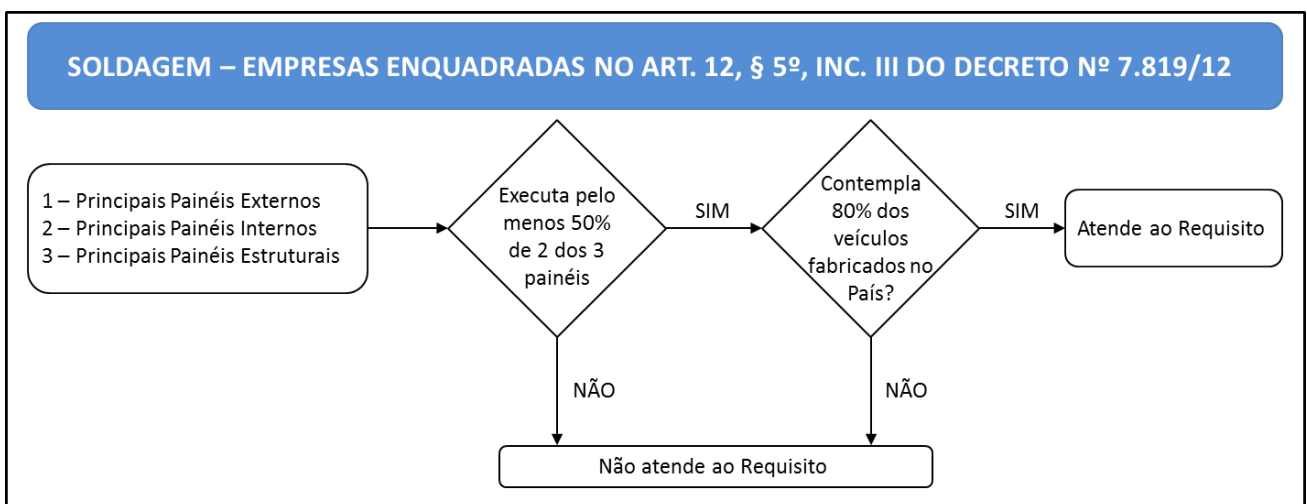 SOLDAGEM – EMPRESAS ENQUADRADAS NO ART. 12, § 5º, INC. III DO DECRETO Nº 7.819/12
1 – Principais Painéis Externos
2 – Principais Painéis Internos
3 – Principais Painéis Estruturais
Executa pelo
menos 50%
de 2 dos 3
painéis
SIM
Contempla
80% dos
veículos
fabricados no
País?
SIM
Atende ao Requisito
NÃO
NÃO
Não atende ao Requisito